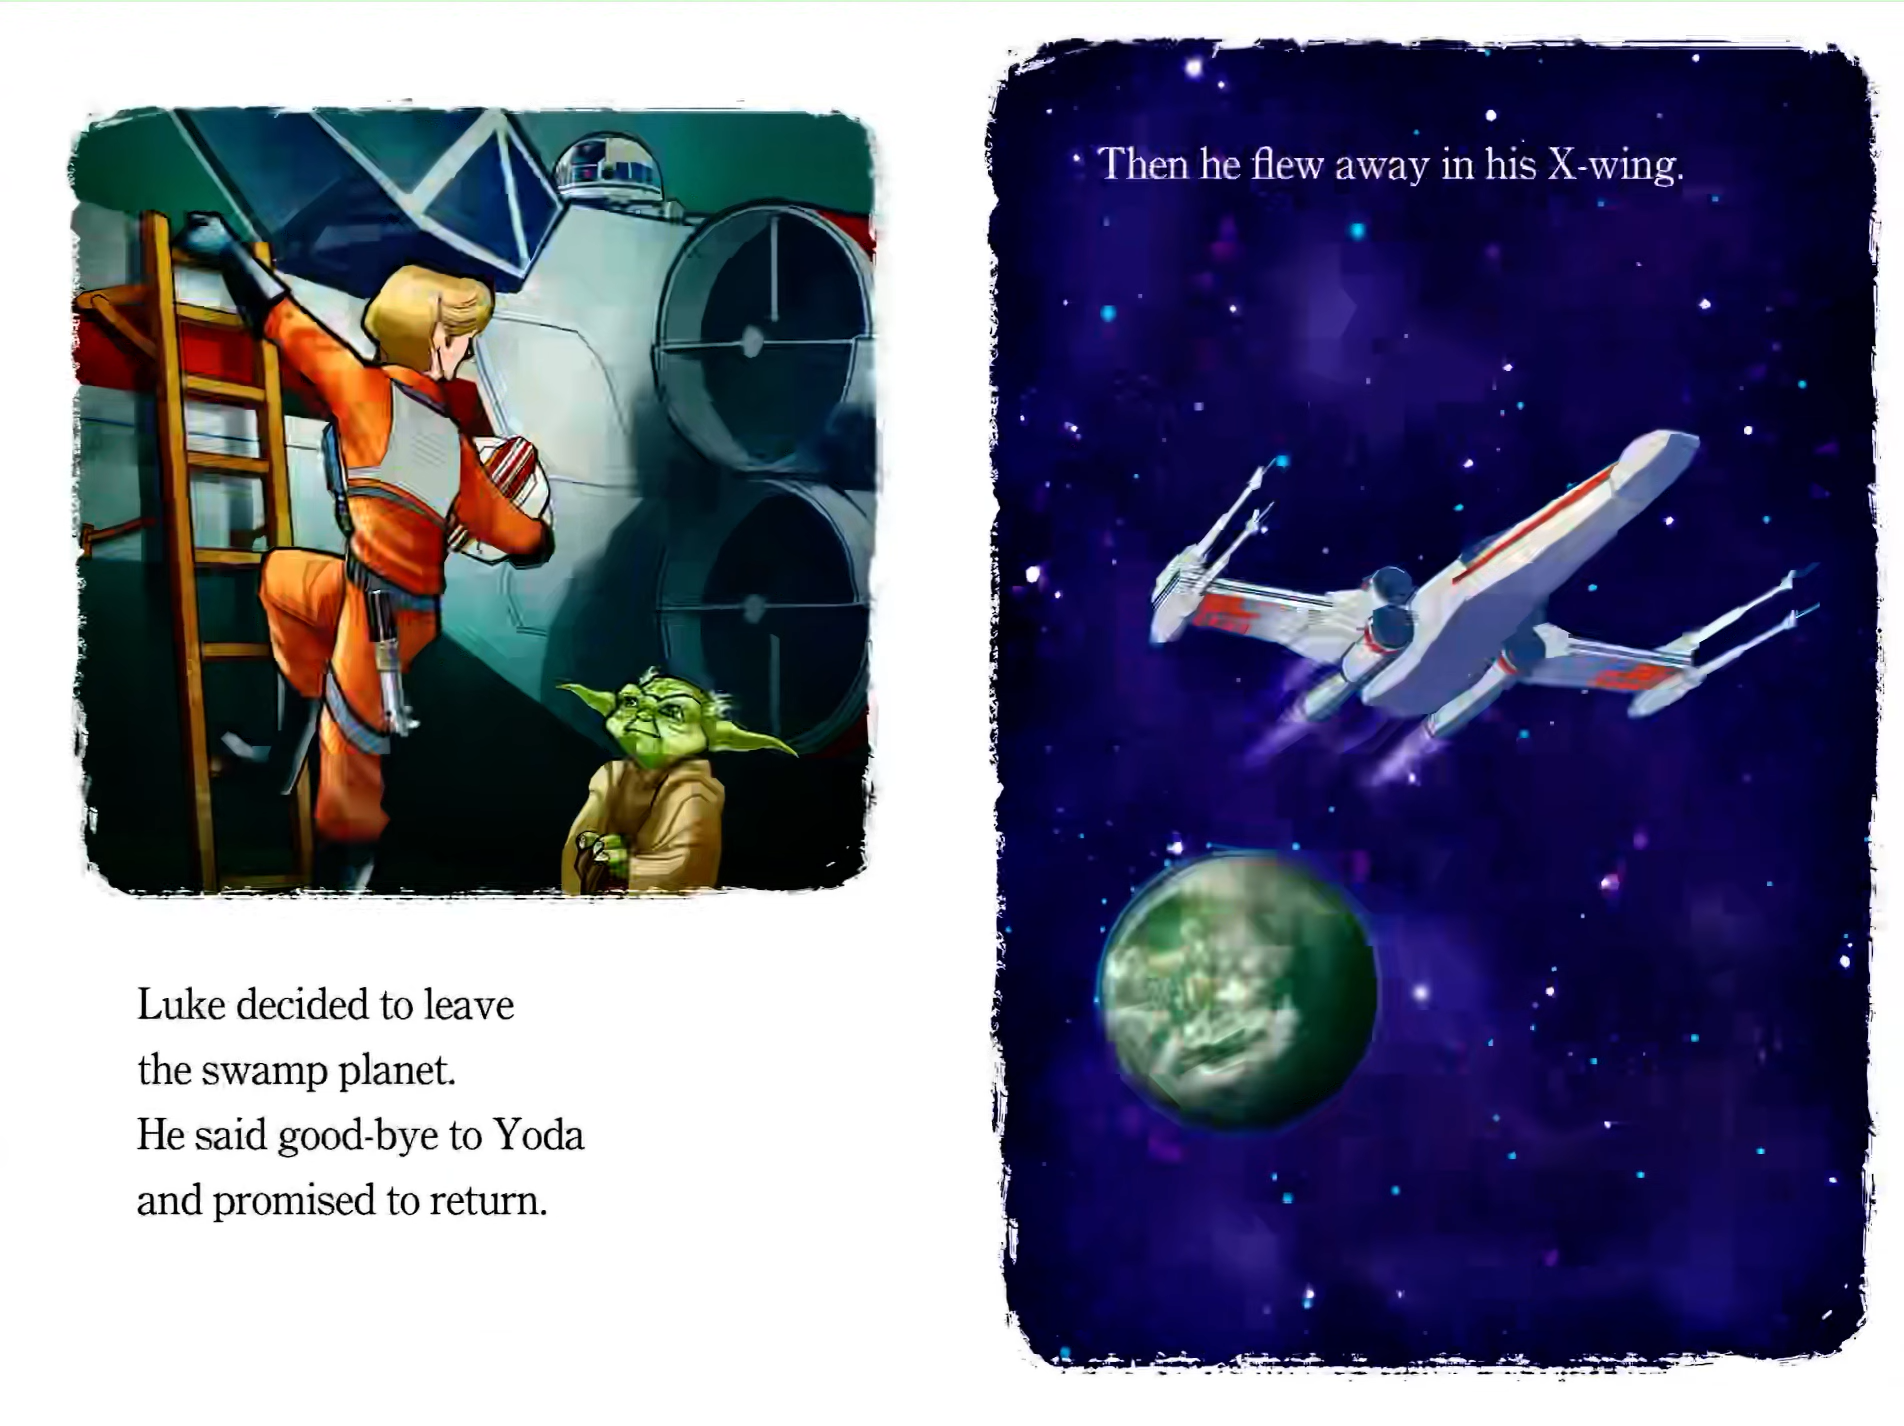 Luke decided to leave
the swamp planet.
He said good-bye to Yoda
and promised to return.
Then he flew away in his X-wing.